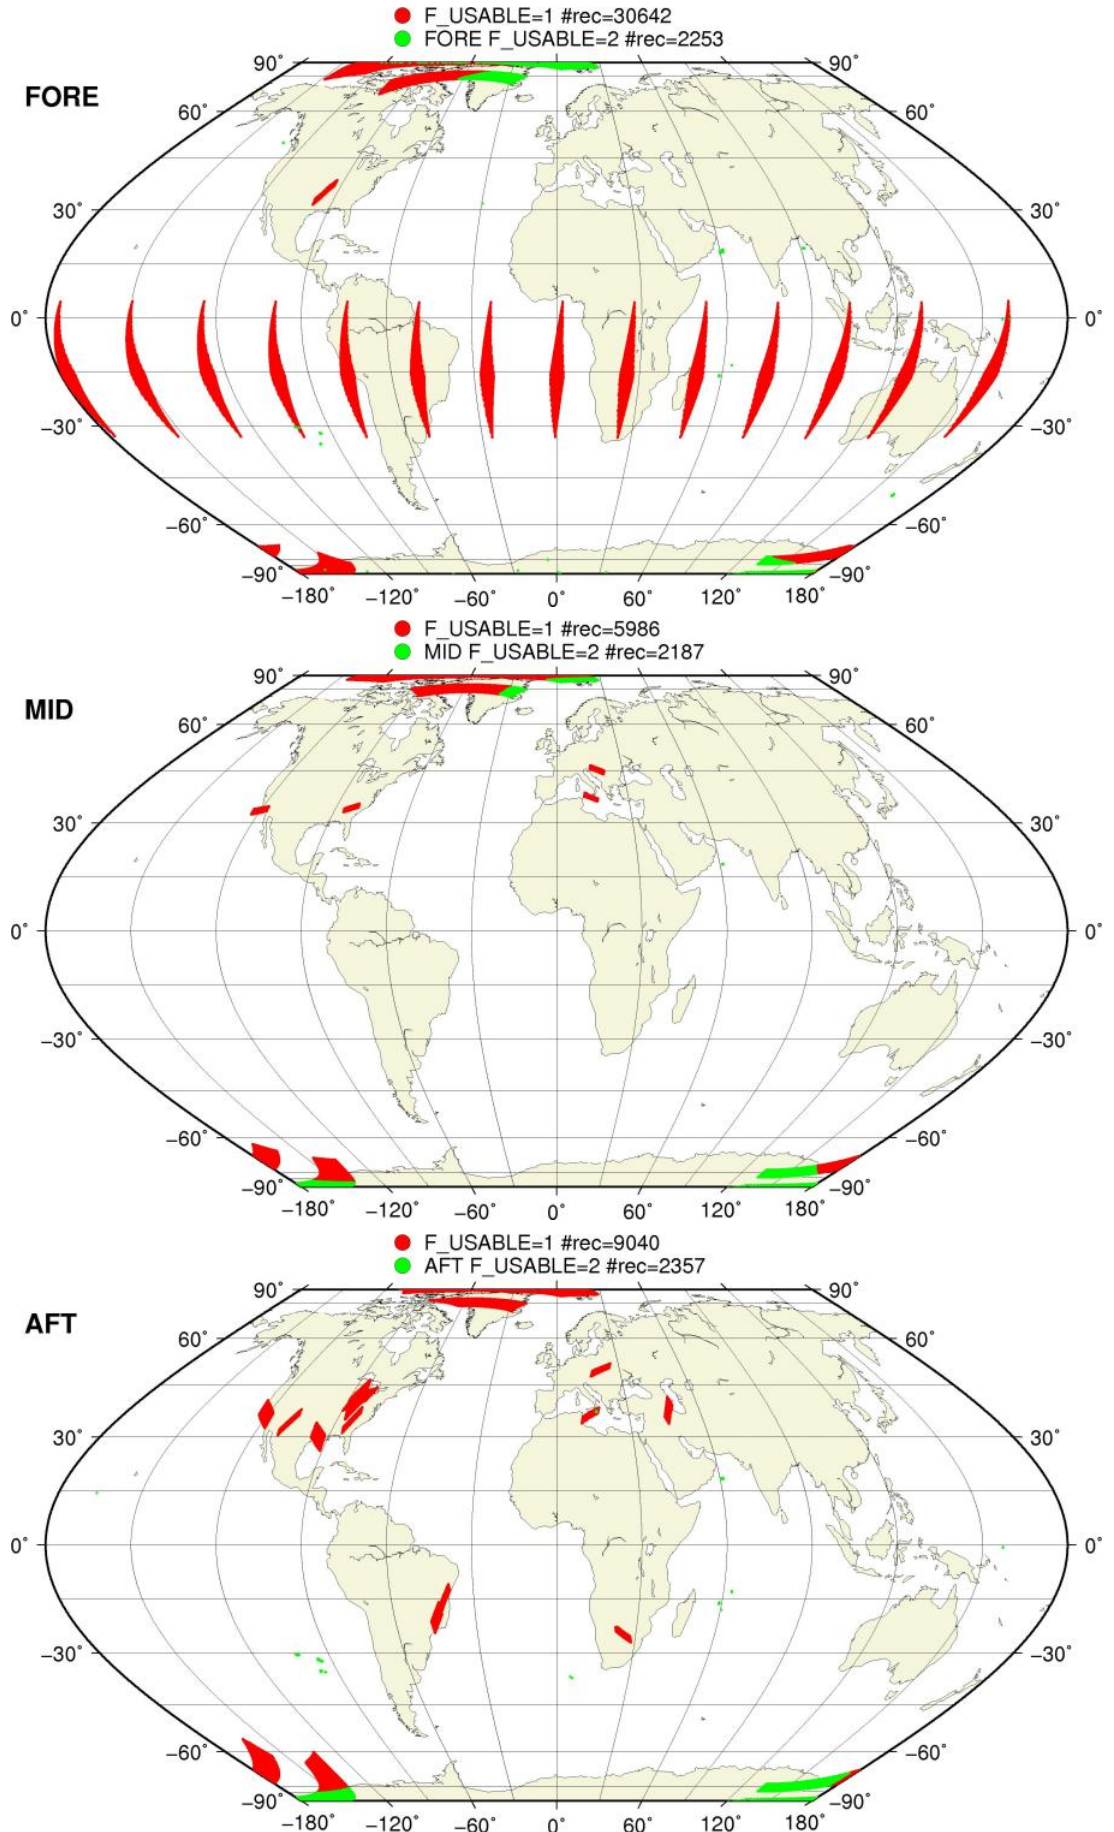 F_USABLE=1 #rec=30642
FORE F_USABLE=2 #rec=2253
FORE
90° 90°
60° 60°
30° 30°
0° 0°
−30° −30°
−60° −60°
−90° −90°
−180° −120° −60° 0° 60° 120° 180°
F_USABLE=1 #rec=5986
MID F_USABLE=2 #rec=2187
MID
90° 90°
60° 60°
30° 30°
0° 0°
−30° −30°
−60° −60°
−90° −90°
−180° −120° −60° 0° 60° 120° 180°
F_USABLE=1 #rec=9040
AFT F_USABLE=2 #rec=2357
AFT
90° 90°
60° 60°
30° 30°
0° 0°
−30° −30°
−60° −60°
−90° −90°
−180° −120° −60° 0° 60° 120° 180°